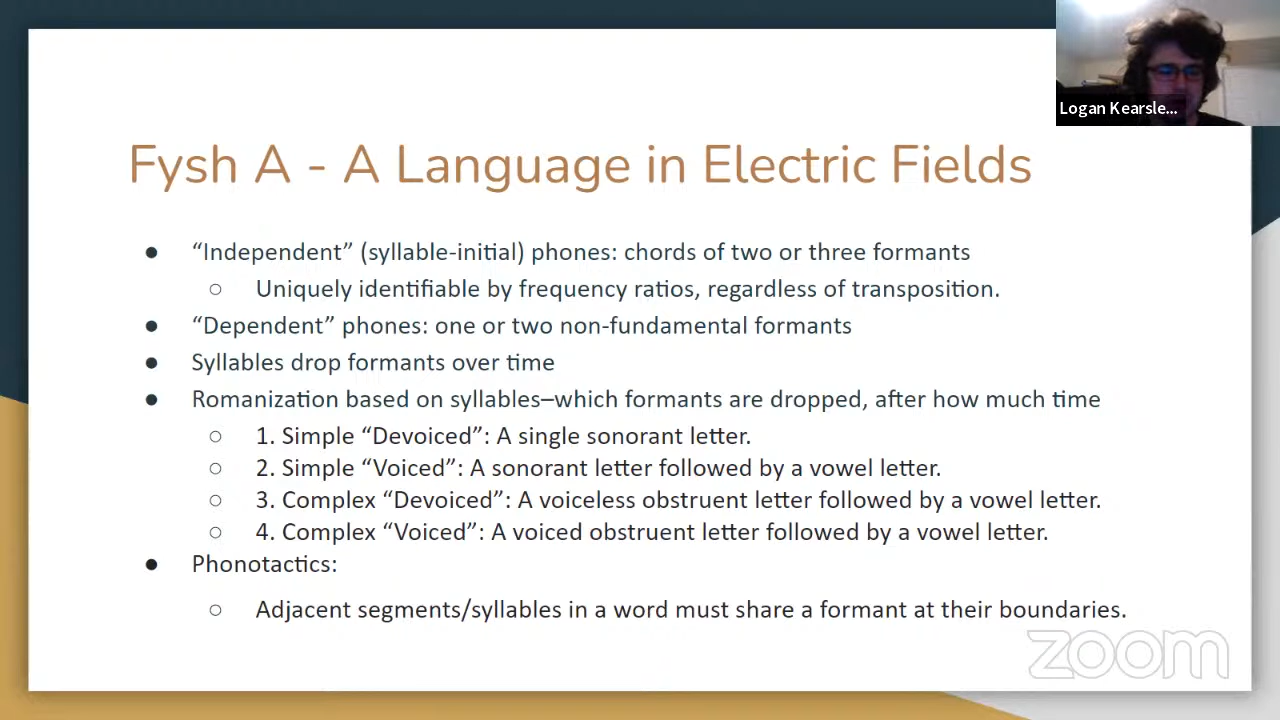 Logan Kearsle...
Fysh A - A Language in Electric Fields
● “Independent” (syllable-initial) phones: chords of two or three formants
○ Uniquely identifiable by frequency ratios, regardless of transposition.
● “Dependent” phones: one or two non-fundamental formants
● Syllables drop formants over time
● Romanization based on syllables–which formants are dropped, after how much time
○ 1. Simple “Devoiced”: A single sonorant letter.
○ 2. Simple “Voiced”: A sonorant letter followed by a vowel letter.
○ 3. Complex “Devoiced”: A voiceless obstruent letter followed by a vowel letter.
○ 4. Complex “Voiced”: A voiced obstruent letter followed by a vowel letter.
● Phonotactics:
○ Adjacent segments/syllables in a word must share a formant at their boundaries.
zoom